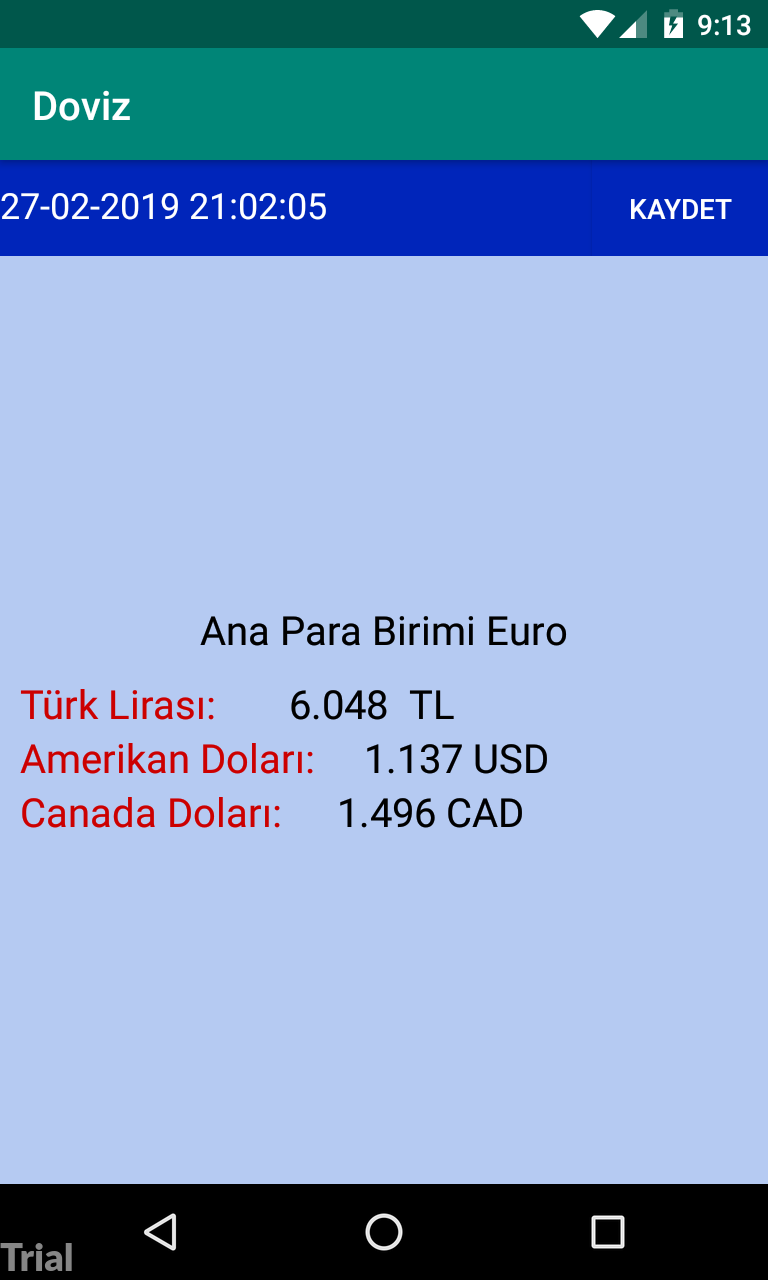 9:13
Doviz
27-02-2019 21:02:05 KAYDET
Ana Para Birimi Euro
Türk Lirası: 6.048 TL
Amerikan Doları: 1.137 USD
Canada Doları: 1.496 CAD
Trial